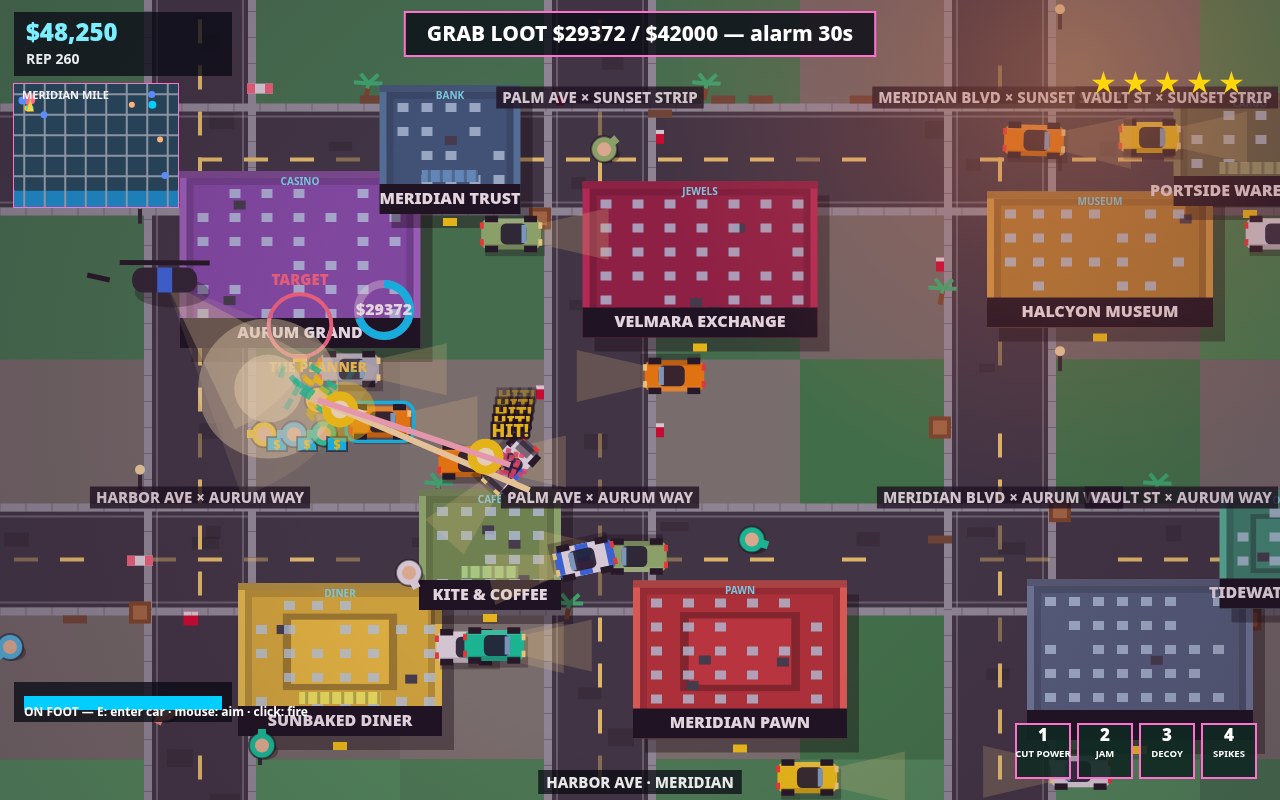 $48,250
REP 260
GRAB LOOT $29372 / $42000 — alarm 30s
MERIDIAN MILE
BANK
PALM AVE × SUNSET STRIP
MERIDIAN BLVD × SUNSET
VAULT ST × SUNSET STRIP
CASINO
MERIDIAN TRUST
JEWELS
MUSEUM
PORTSIDE WARE
TARGET
$29372
AURUM GRAND
VELMARA EXCHANGE
HALCYON MUSEUM
THE PLANNER
HIT!
HARBOR AVE × AURUM WAY
CAFE
PALM AVE × AURUM WAY
MERIDIAN BLVD × AURUM
VAULT ST × AURUM WAY
DINER
KITE & COFFEE
PAWN
TIDEWAT
ON FOOT — E: enter car · mouse: aim · click: fire
SUNBAKED DINER
MERIDIAN PAWN
1
CUT POWER
2
JAM
3
DECOY
4
SPIKES
HARBOR AVE · MERIDIAN